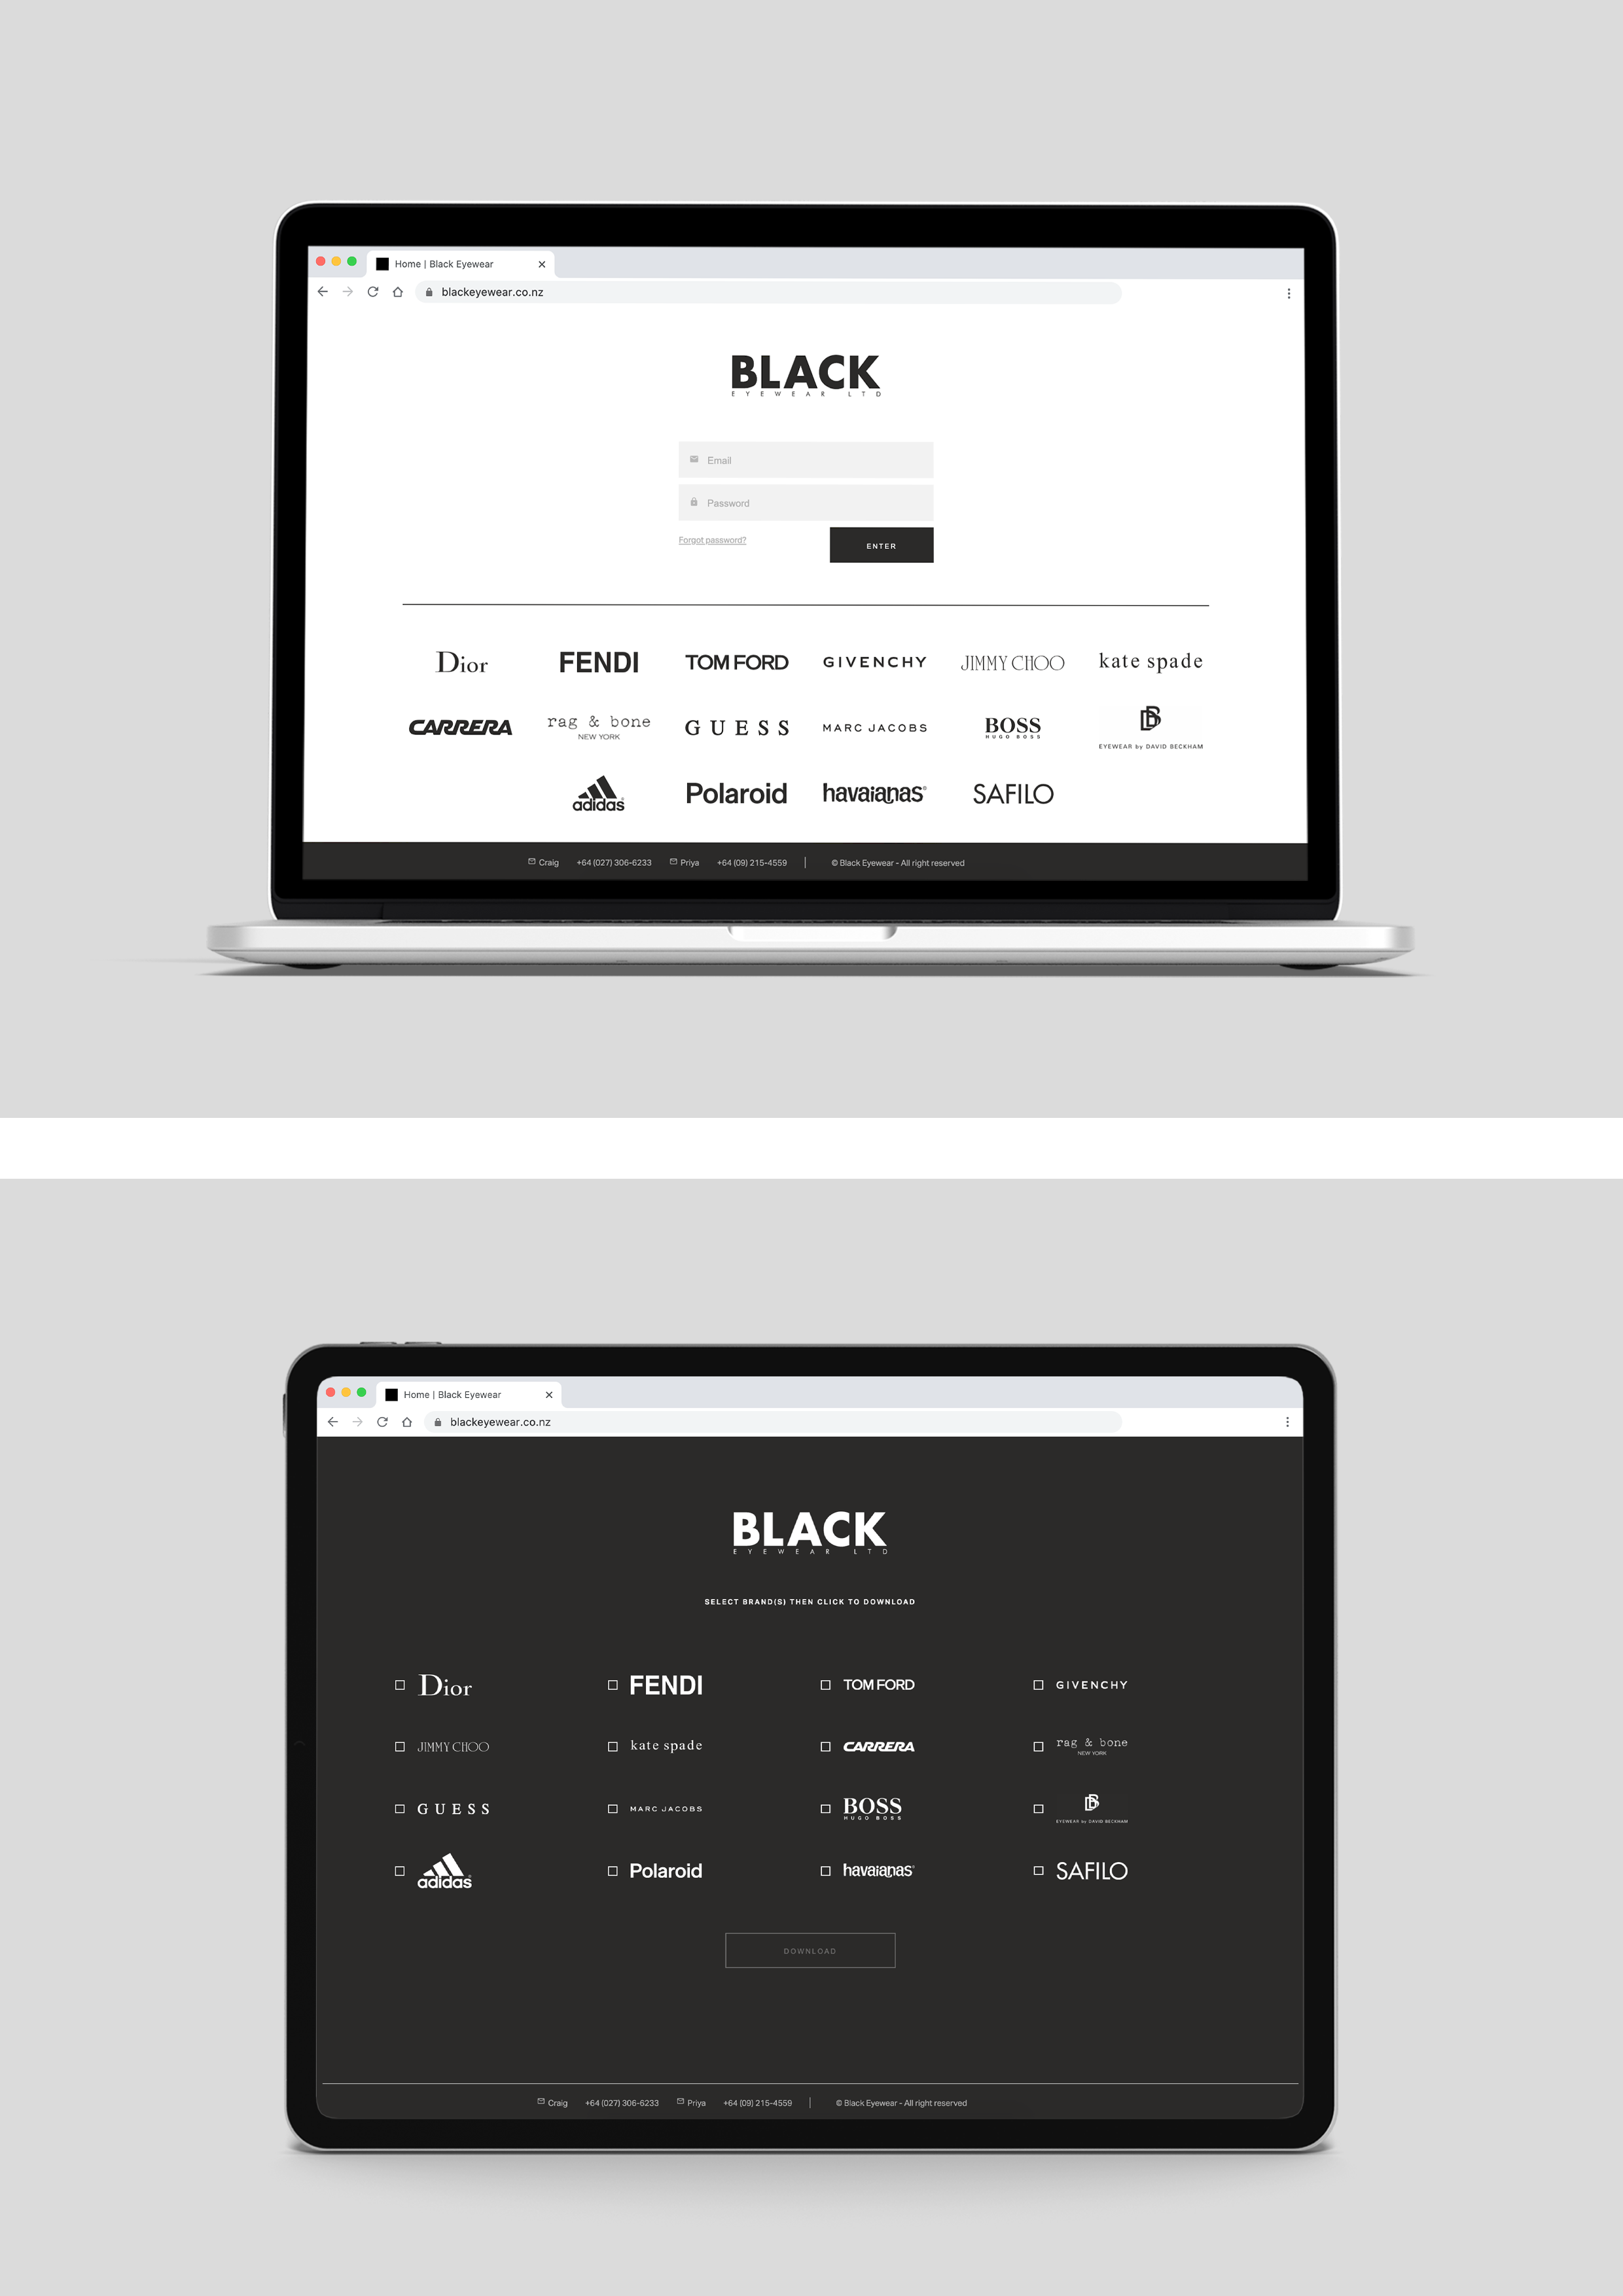 Home | Black Eyewear
blackeyewear.co.nz
BLACK
EYEWEAR LTD
Email
Password
Forgot password?
ENTER
Dior FENDI TOM FORD GIVENCHY JIMMY CHOO kate spade
CARRERA rag & bone NEW YORK GUESS MARC JACOBS BOSS HUGO BOSS DB EYEWEAR by DAVID BECKHAM
adidas Polaroid havaianas® SAFILO
Craig +64 (027) 306-6233 Priya +64 (09) 215-4559 | © Black Eyewear - All right reserved
Home | Black Eyewear
blackeyewear.co.nz
BLACK
EYEWEAR LTD
SELECT BRAND(S) THEN CLICK TO DOWNLOAD
Dior FENDI TOM FORD GIVENCHY
JIMMY CHOO kate spade CARRERA rag & bone NEW YORK
GUESS MARC JACOBS BOSS HUGO BOSS DB EYEWEAR by DAVID BECKHAM
adidas Polaroid havaianas® SAFILO
DOWNLOAD
Craig +64 (027) 306-6233 Priya +64 (09) 215-4559 | © Black Eyewear - All right reserved